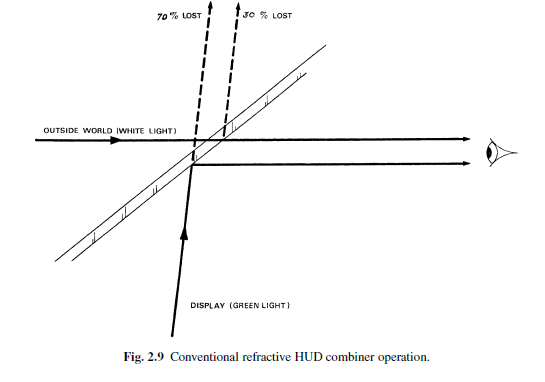 70% LOST
30 % LOST
OUTSIDE WORLD (WHITE LIGHT)
DISPLAY (GREEN LIGHT)
Fig. 2.9 Conventional refractive HUD combiner operation.